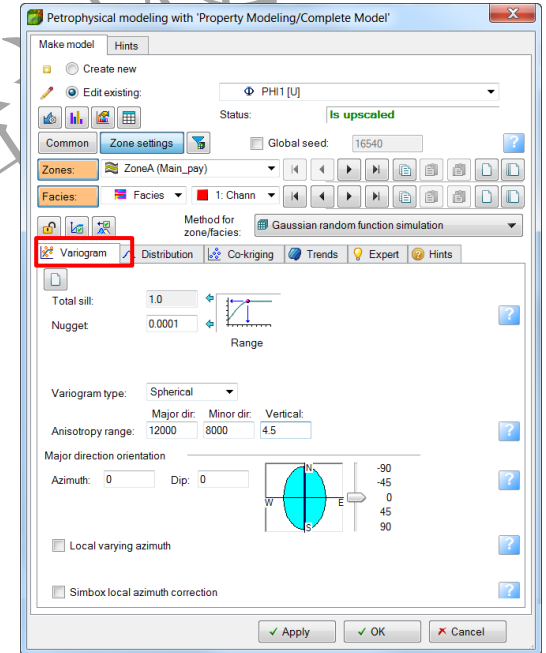 Petrophysical modeling with 'Property Modeling/Complete Model'
Make model Hints
Create new
Edit existing: Φ PHI1 [U]
Status: Is upscaled
Common Zone settings Global seed: 16540 ?
Zones: ZoneA (Main_pay)
Facies: Facies 1: Chann
Method for
zone/facies: Gaussian random function simulation
Variogram Distribution Co-kriging Trends Expert Hints
Total sill: 1.0
Nugget: 0.0001 ?
Range
Variogram type: Spherical
Major dir: Minor dir: Vertical:
Anisotropy range: 12000 8000 4.5 ?
Major direction orientation
Azimuth: 0 Dip: 0 ?
N
W E
S
-90
-45
0
45
90
Local varying azimuth ?
Simbox local azimuth correction ?
Apply OK Cancel